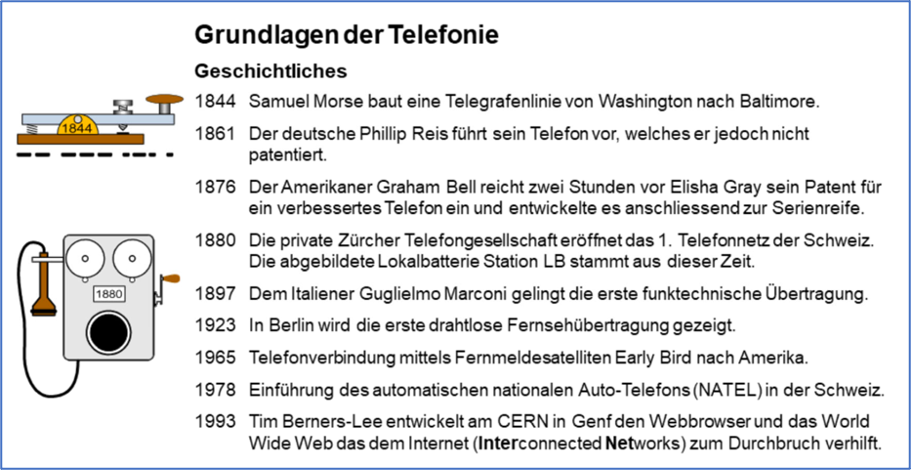 Grundlagen der Telefonie
Geschichtliches
1844 Samuel Morse baut eine Telegrafenlinie von Washington nach Baltimore.
1844
1861 Der deutsche Phillip Reis führt sein Telefon vor, welches er jedoch nicht
patentiert.
1876 Der Amerikaner Graham Bell reicht zwei Stunden vor Elisha Gray sein Patent für
ein verbessertes Telefon ein und entwickelte es anschliessend zur Serienreife.
1880 Die private Zürcher Telefongesellschaft eröffnet das 1. Telefonnetz der Schweiz.
Die abgebildete Lokalbatterie Station LB stammt aus dieser Zeit.
1880
1897 Dem Italiener Guglielmo Marconi gelingt die erste funktechnische Übertragung.
1923 In Berlin wird die erste drahtlose Fernsehübertragung gezeigt.
1965 Telefonverbindung mittels Fernmeldesatelliten Early Bird nach Amerika.
1978 Einführung des automatischen nationalen Auto-Telefons (NATEL) in der Schweiz.
1993 Tim Berners-Lee entwickelt am CERN in Genf den Webbrowser und das World
Wide Web das dem Internet (Interconnected Networks) zum Durchbruch verhilft.